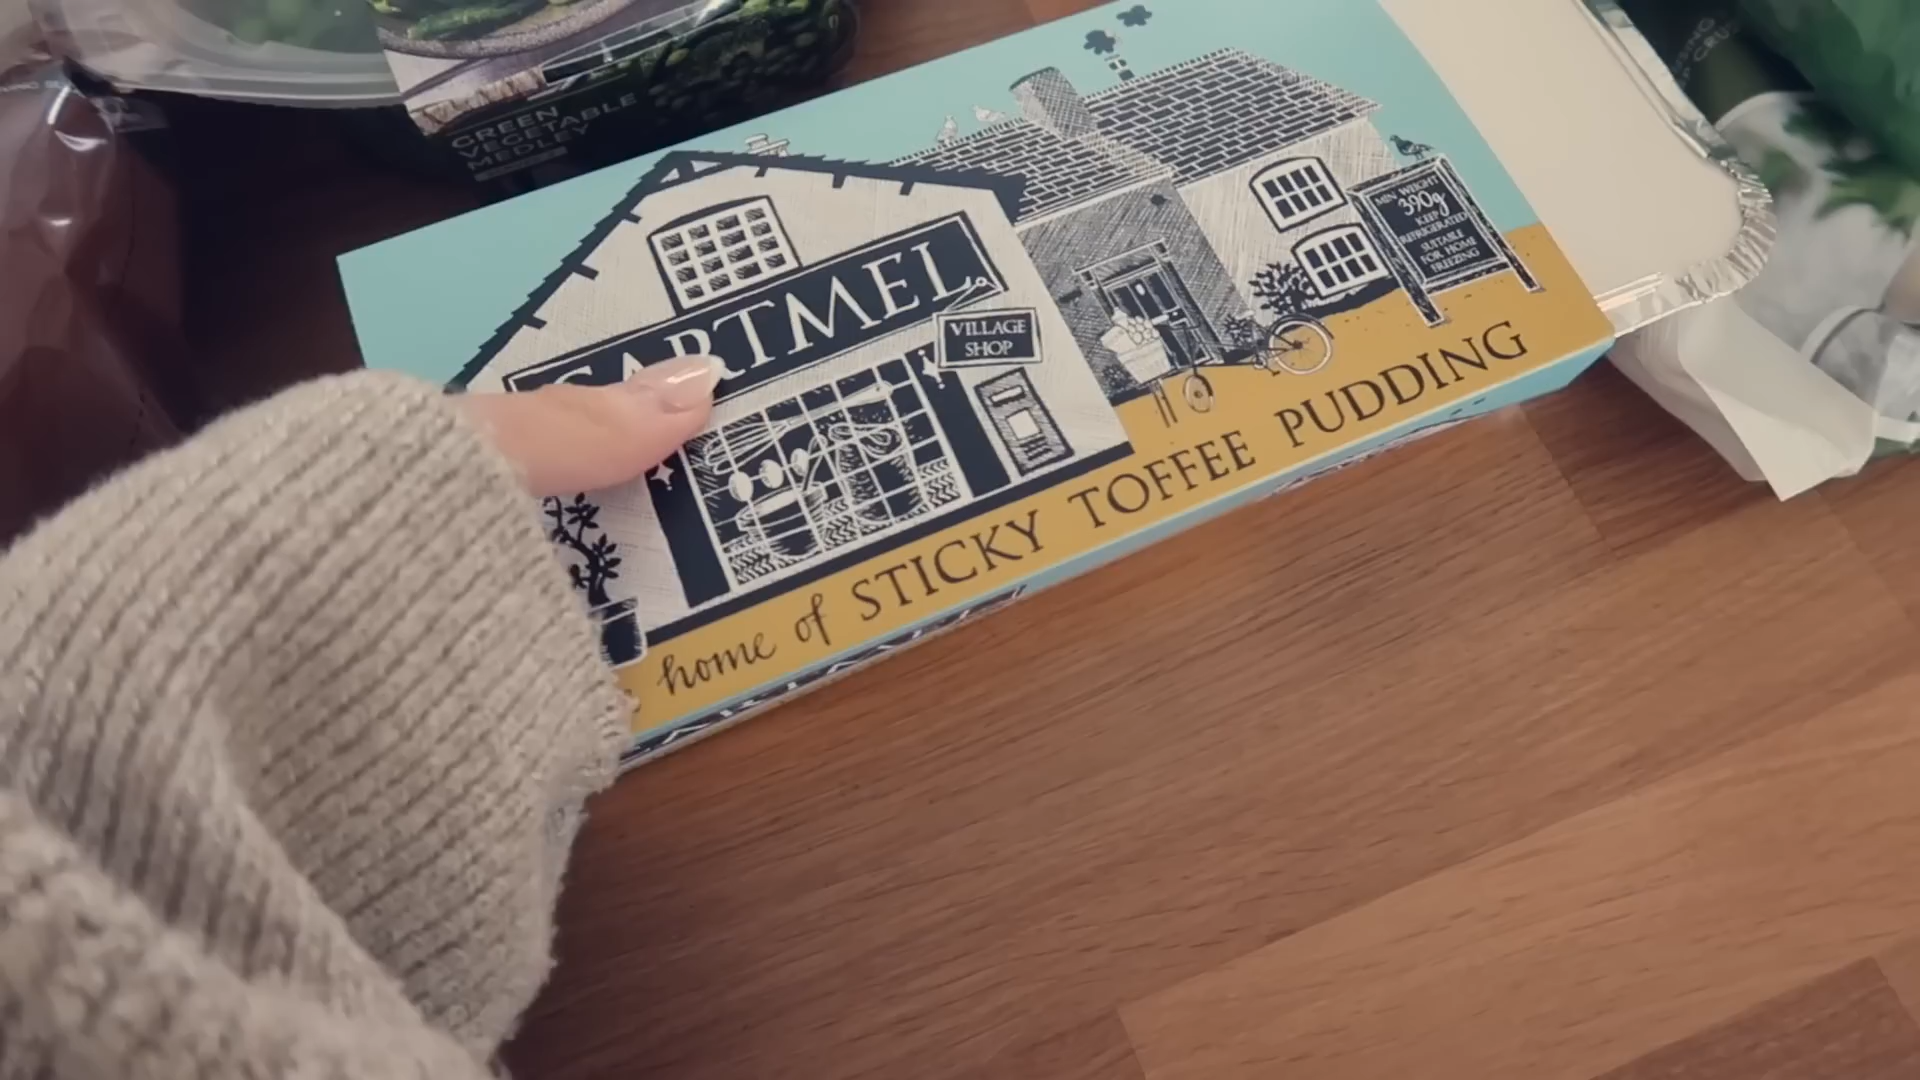 GREEN
VEGETABLE
MEDLEY
CARTMEL
VILLAGE
SHOP
MIN WEIGHT
390g
KEEP
REFRIGERATED
SUITABLE
FOR HOME
FREEZING
home of STICKY TOFFEE PUDDING